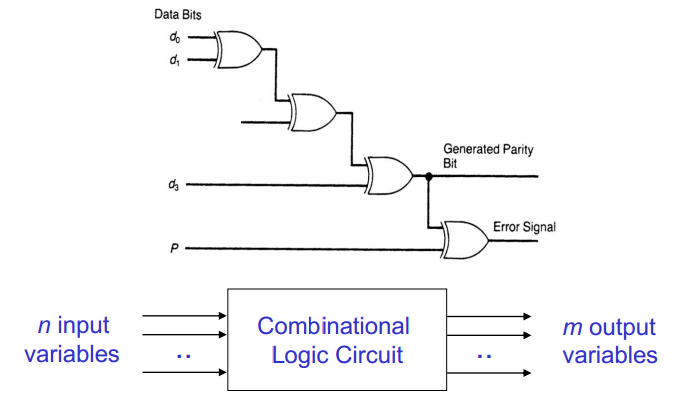 Data Bits
d₀
d₁
d₃
P
Generated Parity
Bit
Error Signal
n input
variables
..
Combinational
Logic Circuit
..
m output
variables